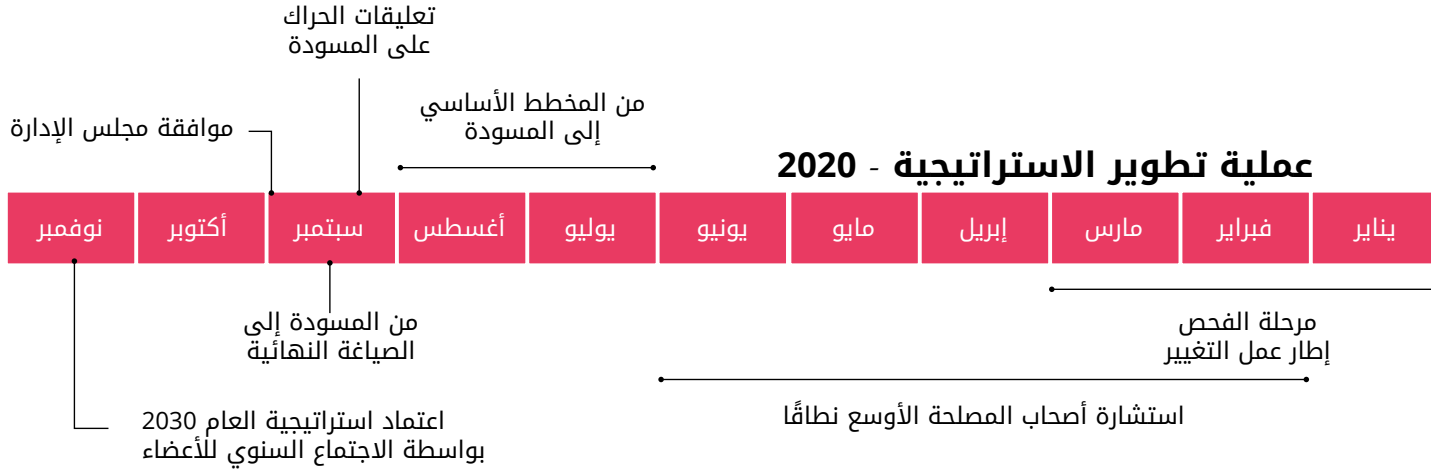 تعليقات الحراك
على المسودة
من المخطط الأساسي
إلى المسودة
موافقة مجلس الإدارة
عملية تطوير الاستراتيجية - 2020
يناير
فبراير
مارس
إبريل
مايو
يونيو
يوليو
أغسطس
سبتمبر
أكتوبر
نوفمبر
مرحلة الفحص
إطار عمل التغيير
من المسودة إلى
الصياغة النهائية
استشارة أصحاب المصلحة الأوسع نطاقًا
اعتماد استراتيجية العام 2030
بواسطة الاجتماع السنوي للأعضاء